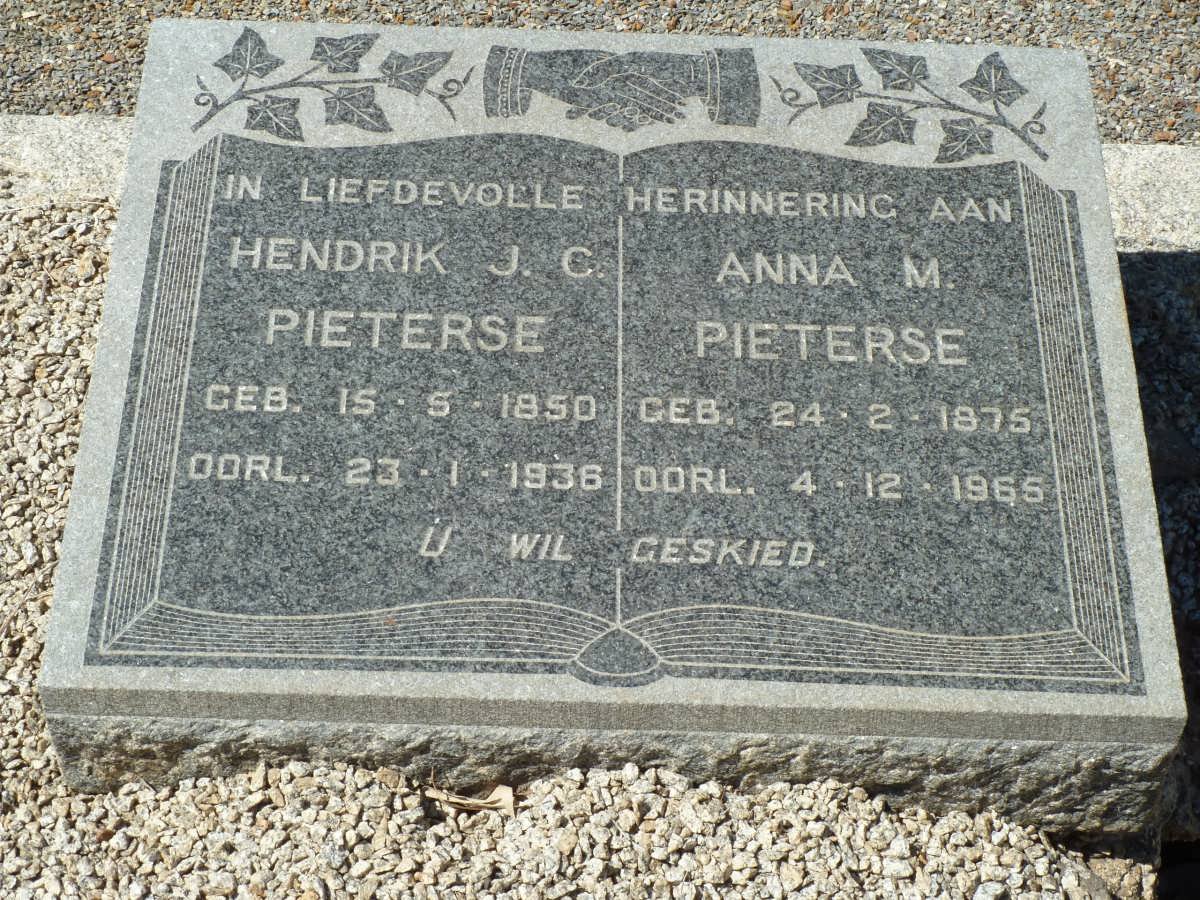 IN LIEFDEVOLLE HERINNERING AAN
HENDRIK J. C.
PIETERSE
GEB. 15 · 5 · 1850
OORL. 23 · 1 · 1936
ANNA M.
PIETERSE
GEB. 24 · 2 · 1875
OORL. 4 · 12 · 1965
U WIL GESKIED.